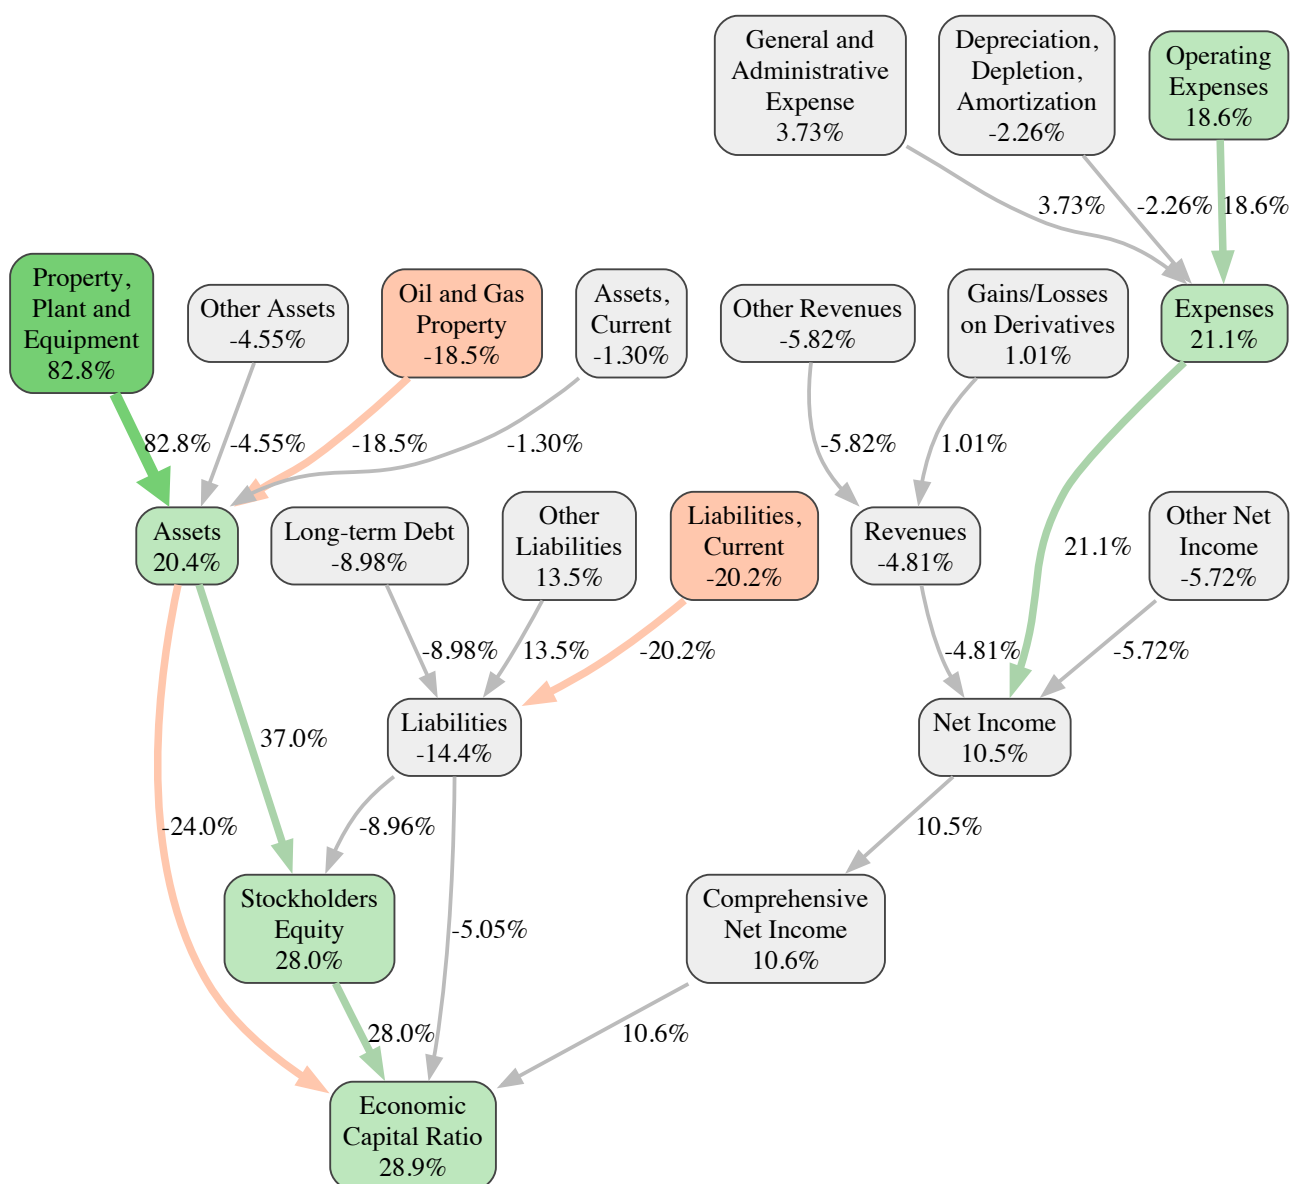 General and
Administrative
Expense
3.73%
Depreciation,
Depletion,
Amortization
-2.26%
Operating
Expenses
18.6%
3.73%
-2.26%
18.6%
Property,
Plant and
Equipment
82.8%
Other Assets
-4.55%
Oil and Gas
Property
-18.5%
Assets,
Current
-1.30%
Other Revenues
-5.82%
Gains/Losses
on Derivatives
1.01%
Expenses
21.1%
82.8%
-4.55%
-18.5%
-1.30%
-5.82%
1.01%
Assets
20.4%
Long-term Debt
-8.98%
Other
Liabilities
13.5%
Liabilities,
Current
-20.2%
Revenues
-4.81%
21.1%
Other Net
Income
-5.72%
-8.98%
13.5%
-20.2%
-4.81%
-5.72%
37.0%
Liabilities
-14.4%
Net Income
10.5%
-24.0%
-8.96%
10.5%
Stockholders
Equity
28.0%
-5.05%
Comprehensive
Net Income
10.6%
28.0%
10.6%
Economic
Capital Ratio
28.9%